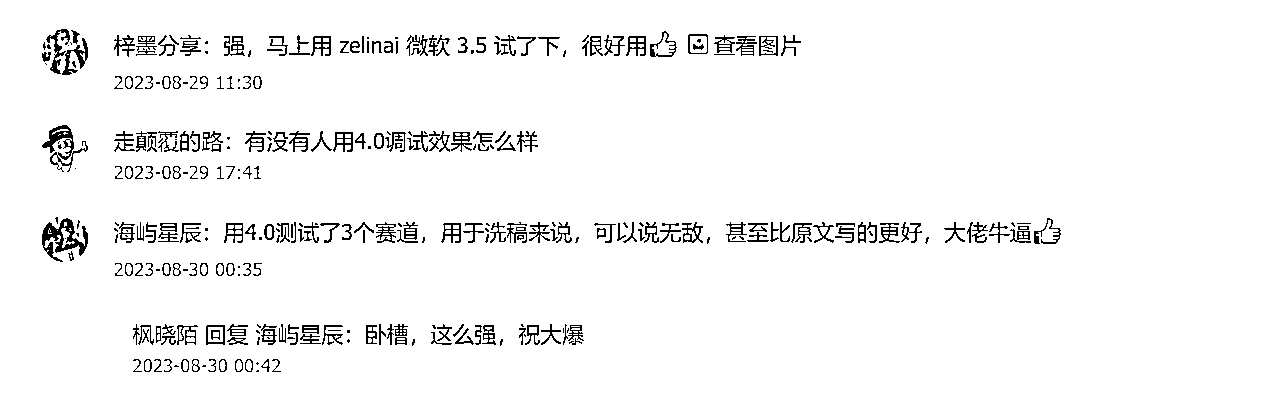 梓墨分享：强，马上用 zelinai 微软 3.5 试了下，很好用👍 查看图片
2023-08-29 11:30
走颠覆的路：有没有人用4.0调试效果怎么样
2023-08-29 17:41
海屿星辰：用4.0测试了3个赛道，用于洗稿来说，可以说无敌，甚至比原文写的更好，大佬牛逼👍
2023-08-30 00:35
枫晓陌 回复 海屿星辰：卧槽，这么强，祝大爆
2023-08-30 00:42